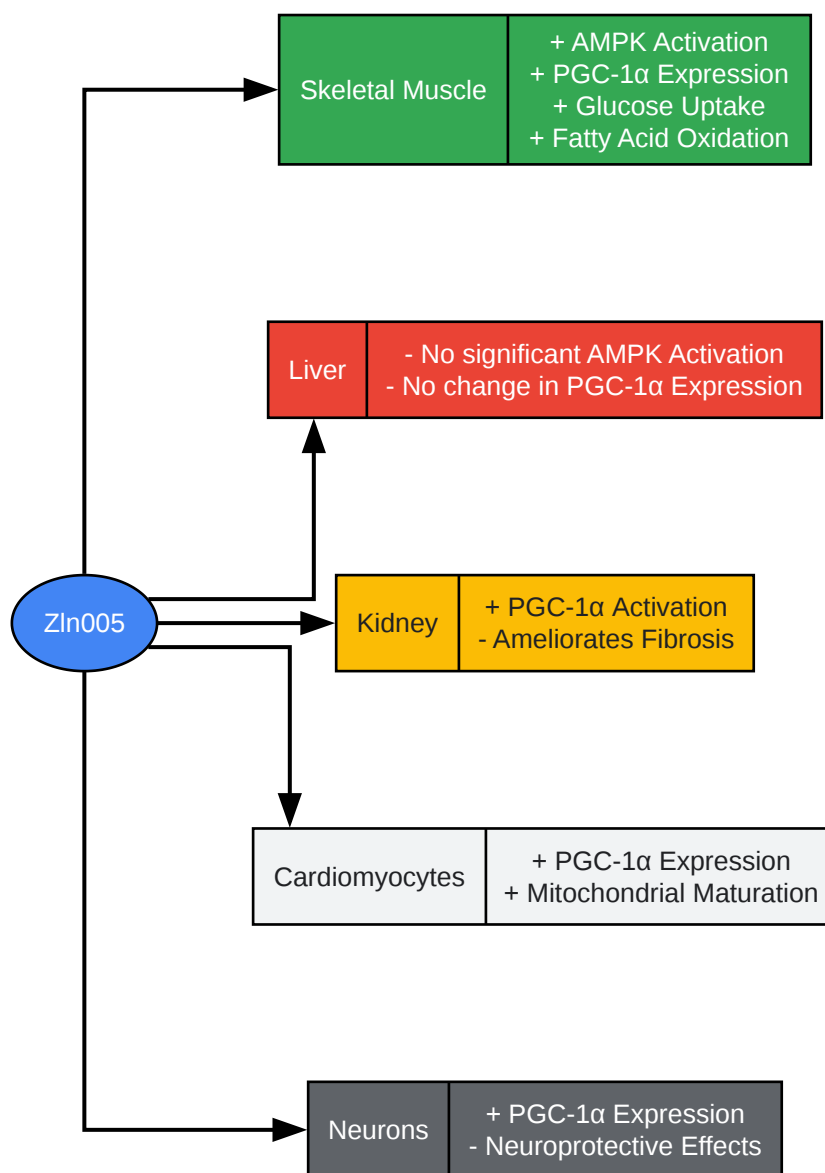 Skeletal Muscle
+ AMPK Activation
+ PGC-1α Expression
+ Glucose Uptake
+ Fatty Acid Oxidation
Liver
- No significant AMPK Activation
- No change in PGC-1α Expression
Zln005
Kidney
+ PGC-1α Activation
- Ameliorates Fibrosis
Cardiomyocytes
+ PGC-1α Expression
+ Mitochondrial Maturation
Neurons
+ PGC-1α Expression
- Neuroprotective Effects